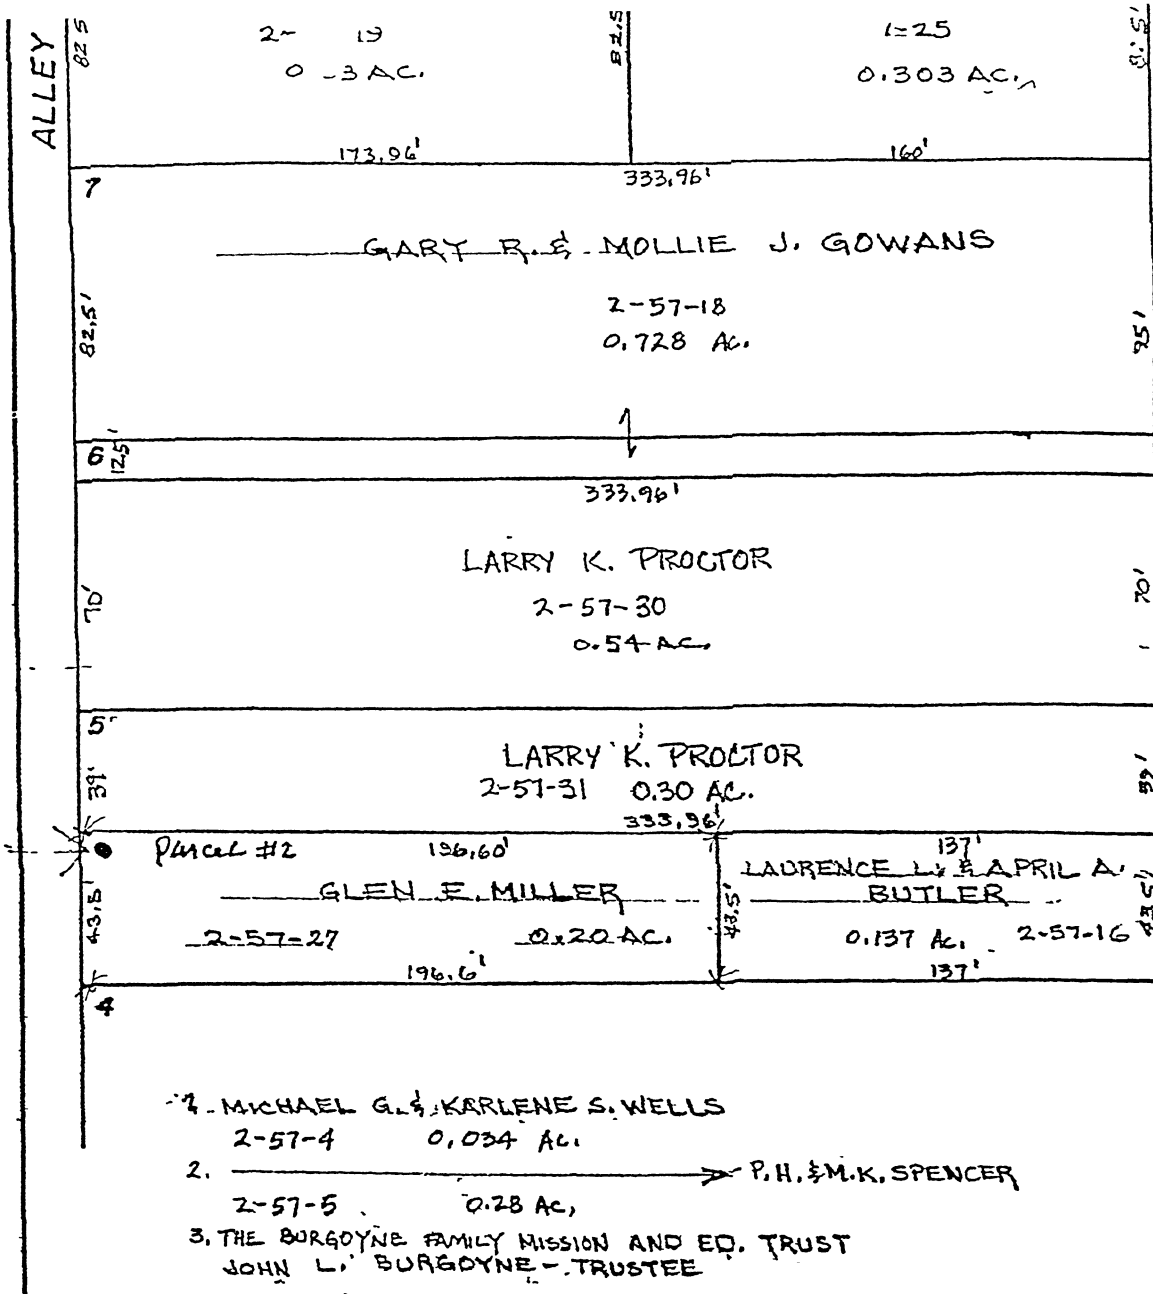 ALLEY
82.5
2- 19
0 -3 AC.
82.5
1=25
0.303 AC.
173.96'
160'
7
333.96'
GARY R. & MOLLIE J. GOWANS
2-57-18
0.728 Ac.
82.5'
95'
6
12.5'
333.96'
LARRY K. PROCTOR
2-57-30
0.54 AC.
70'
70'
5
LARRY K. PROCTOR
2-57-31 0.30 AC.
39'
39'
333.96'
Parcel #2 196.60' 137'
GLEN E. MILLER
LAURENCE L. & APRIL A.
BUTLER
43.5'
43.5'
43.5'
2-57-27 0.20 AC.
0.137 Ac. 2-57-16
196.6' 137'
4
MICHAEL G. & KARLENE S. WELLS
2-57-4 0.034 Ac.
2. P.H. & M.K. SPENCER
2-57-5 0.28 Ac,
3. THE BURGOYNE FAMILY MISSION AND ED. TRUST
JOHN L. BURGOYNE - TRUSTEE